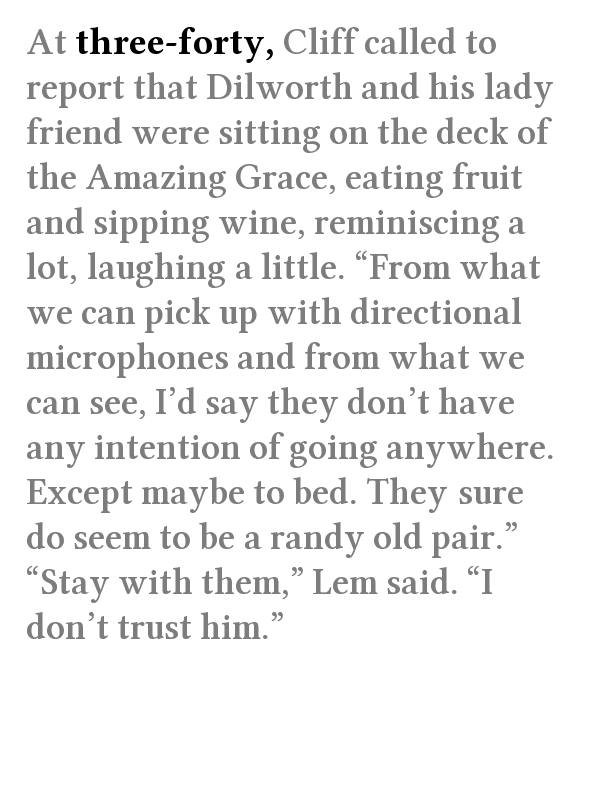 At three-forty, Cliff called to
report that Dilworth and his lady
friend were sitting on the deck of
the Amazing Grace, eating fruit
and sipping wine, reminiscing a
lot, laughing a little. “From what
we can pick up with directional
microphones and from what we
can see, I’d say they don’t have
any intention of going anywhere.
Except maybe to bed. They sure
do seem to be a randy old pair.”
“Stay with them,” Lem said. “I
don’t trust him.”